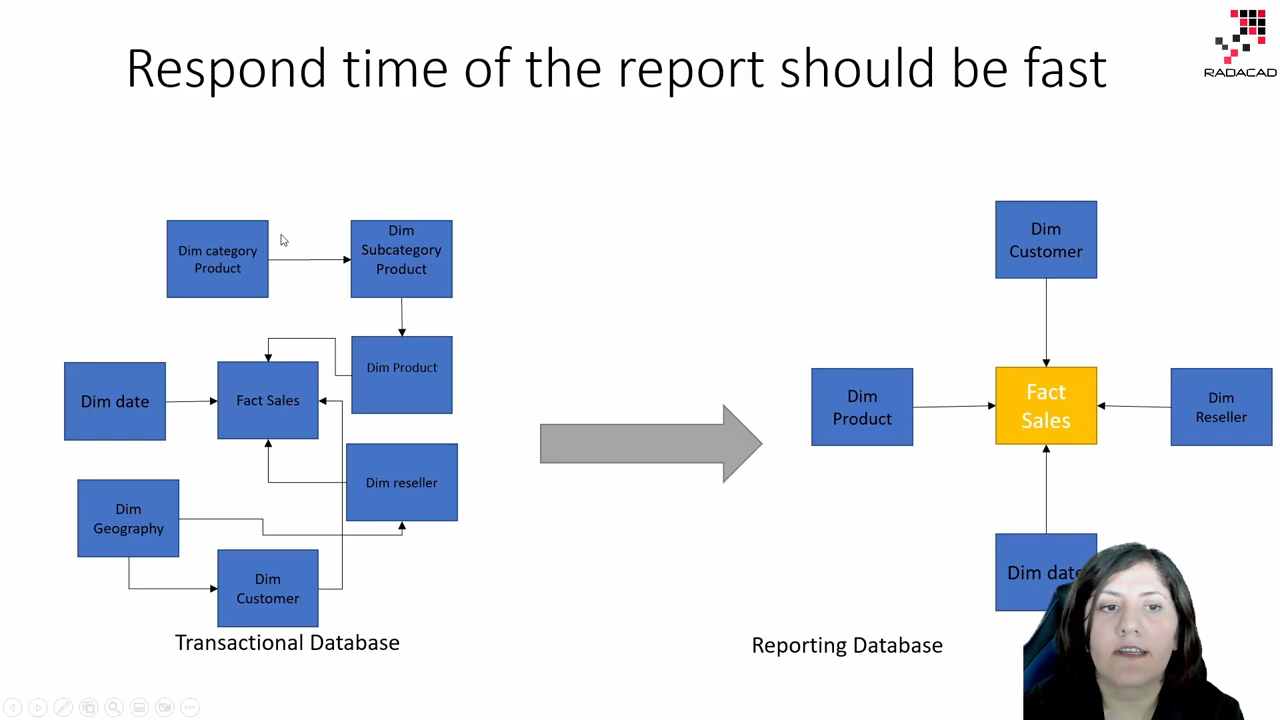 Respond time of the report should be fast
RADACAD
Dim category
Product
Dim
Subcategory
Product
Dim Product
Dim date
Fact Sales
Dim reseller
Dim
Geography
Dim
Customer
Transactional Database
Dim
Customer
Dim
Product
Fact
Sales
Dim
Reseller
Dim date
Reporting Database